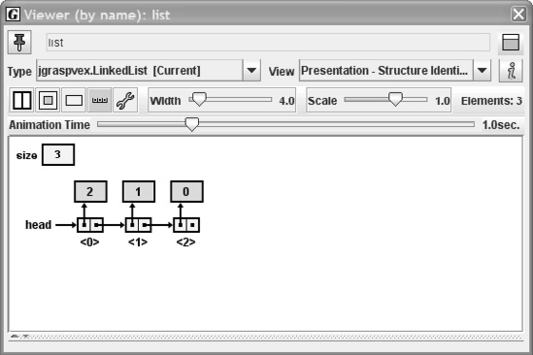 G Viewer (by name): list
list
Type jgraspvex.LinkedList [Current] View Presentation - Structure Identi...
Width 4.0 Scale 1.0 Elements: 3
Animation Time 1.0sec.
size 3
2 1 0
head
<0> <1> <2>